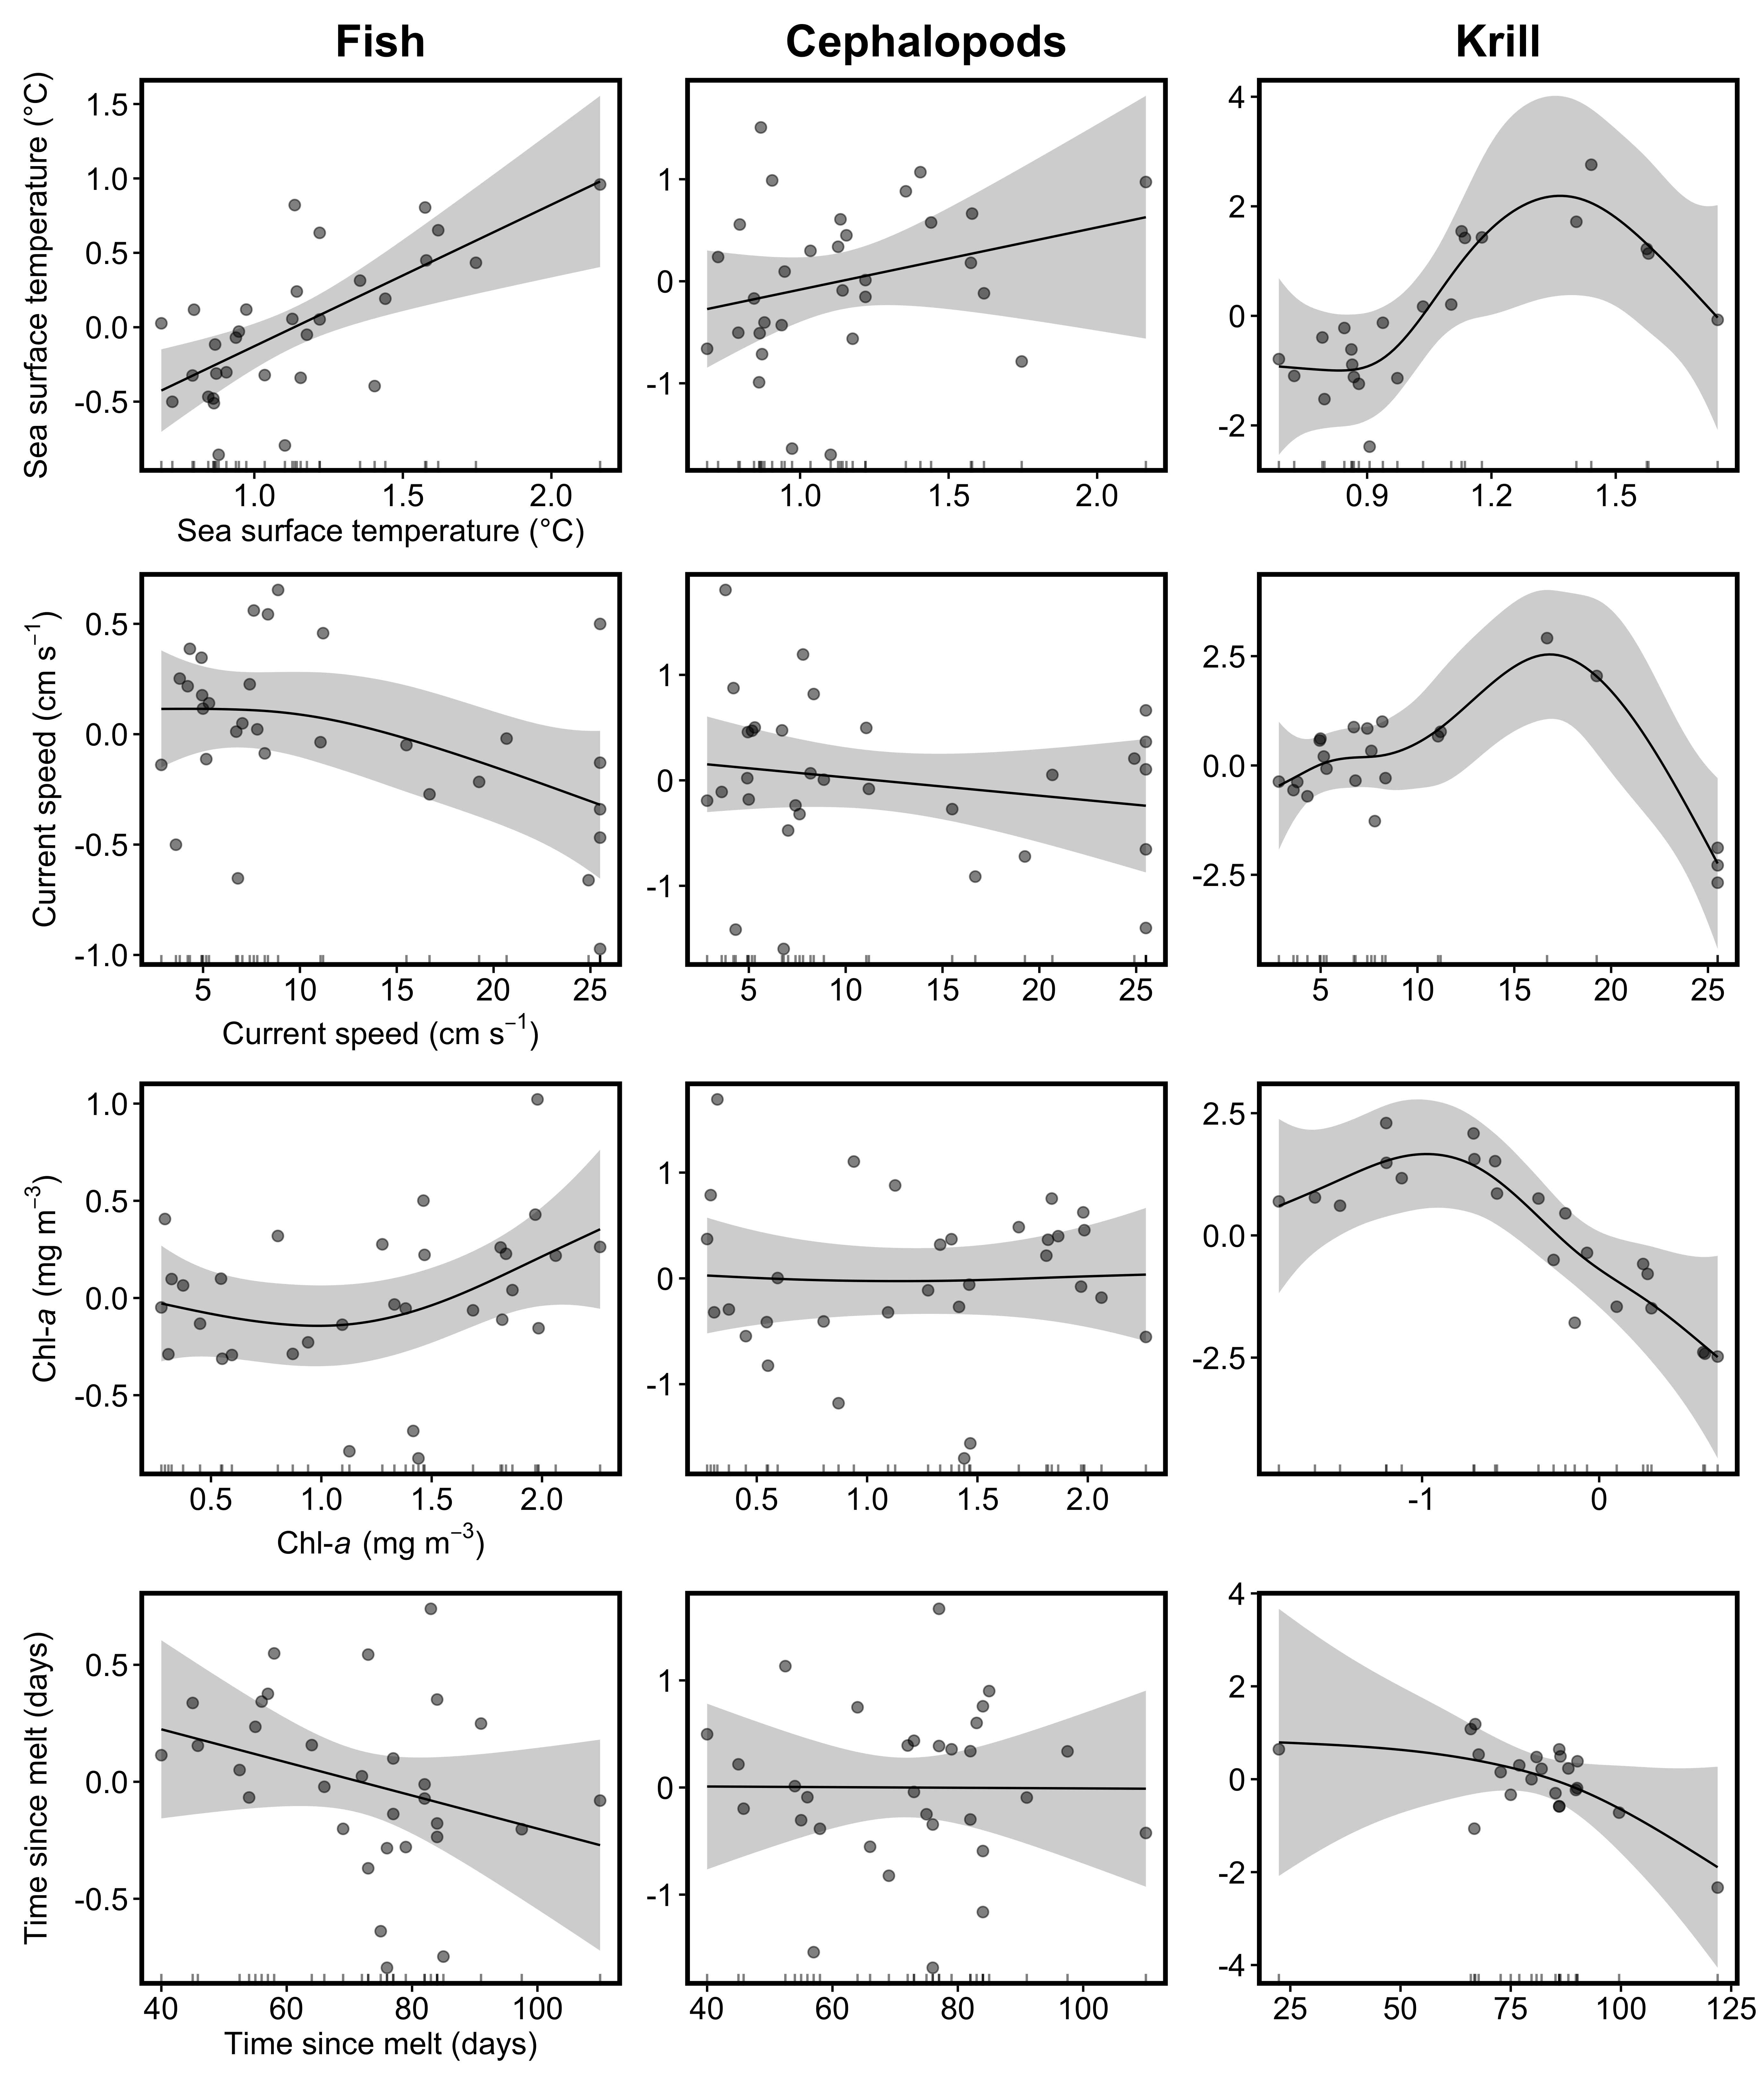 Fish Cephalopods Krill
Sea surface temperature (°C)
1.5
1.0
0.5
0.0
-0.5
1.0 1.5 2.0
Sea surface temperature (°C)
1
0
-1
1.0 1.5 2.0
4
2
0
-2
0.9 1.2 1.5
Current speed (cm s⁻¹)
0.5
0.0
-0.5
-1.0
5 10 15 20 25
Current speed (cm s⁻¹)
1
0
-1
5 10 15 20 25
2.5
0.0
-2.5
5 10 15 20 25
Chl-a (mg m⁻³)
1.0
0.5
0.0
-0.5
0.5 1.0 1.5 2.0
Chl-a (mg m⁻³)
1
0
-1
0.5 1.0 1.5 2.0
2.5
0.0
-2.5
-1 0
Time since melt (days)
0.5
0.0
-0.5
40 60 80 100
Time since melt (days)
1
0
-1
40 60 80 100
4
2
0
-2
-4
25 50 75 100 125